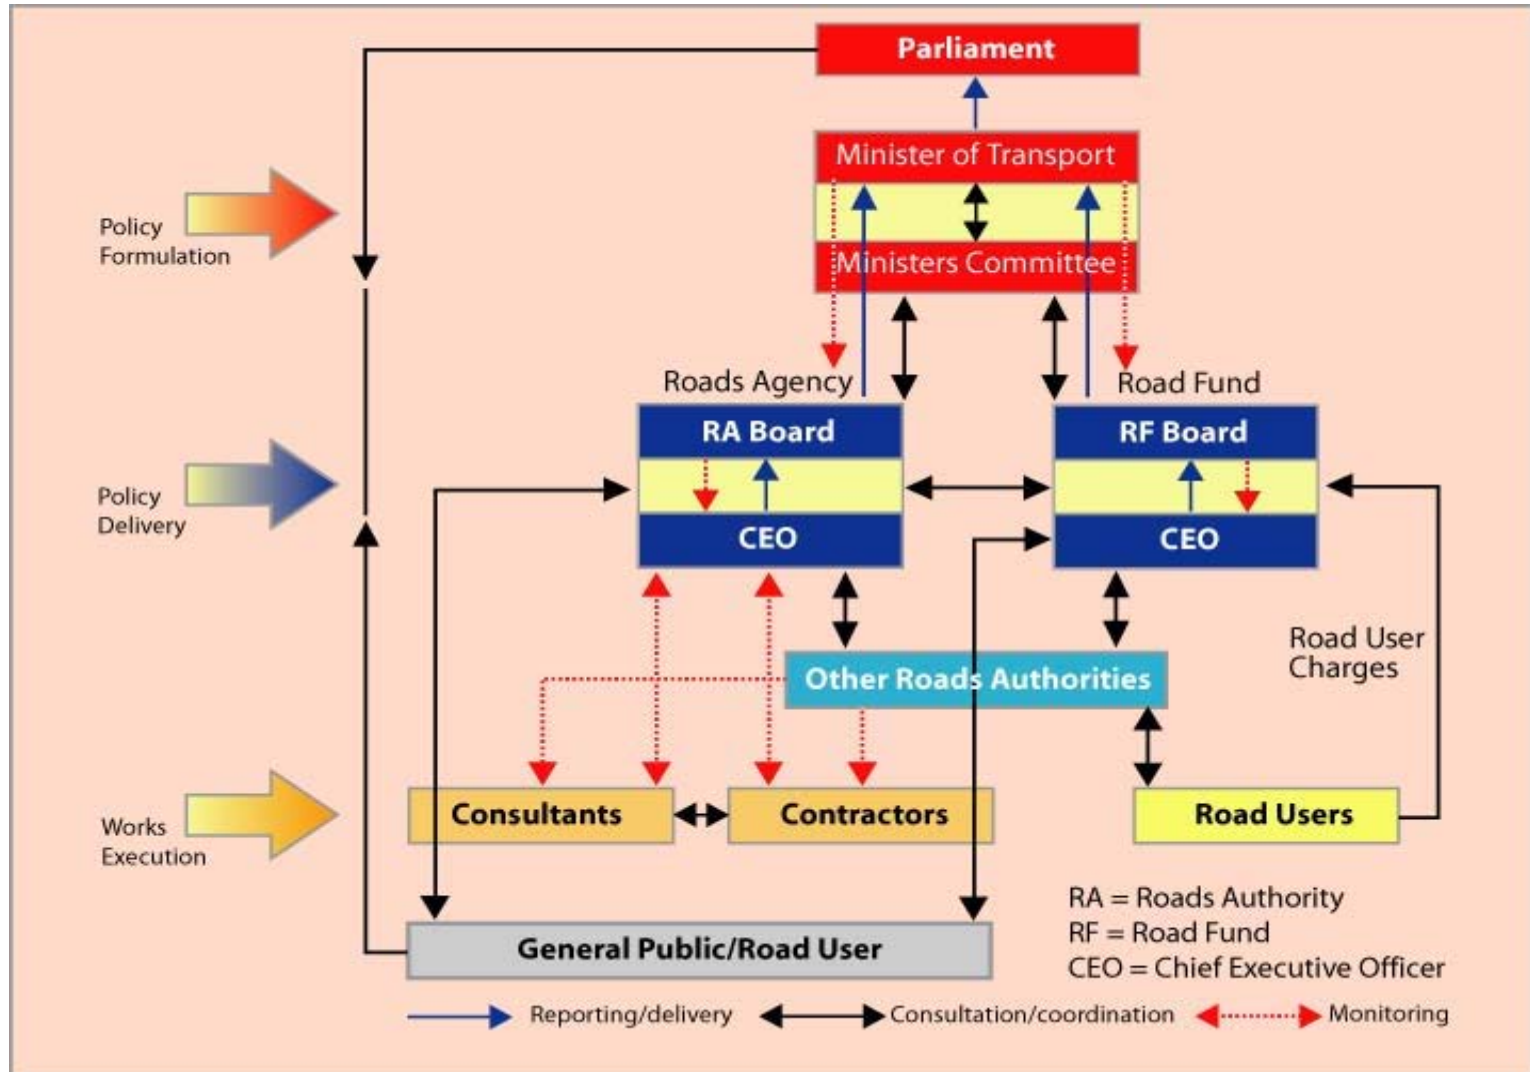 Parliament
Minister of Transport
Policy
Formulation
Ministers Committee
Roads Agency
Road Fund
RA Board
RF Board
Policy
Delivery
CEO
CEO
Road User
Charges
Other Roads Authorities
Works
Execution
Consultants
Contractors
Road Users
RA = Roads Authority
RF = Road Fund
CEO = Chief Executive Officer
General Public/Road User
Reporting/delivery
Consultation/coordination
Monitoring